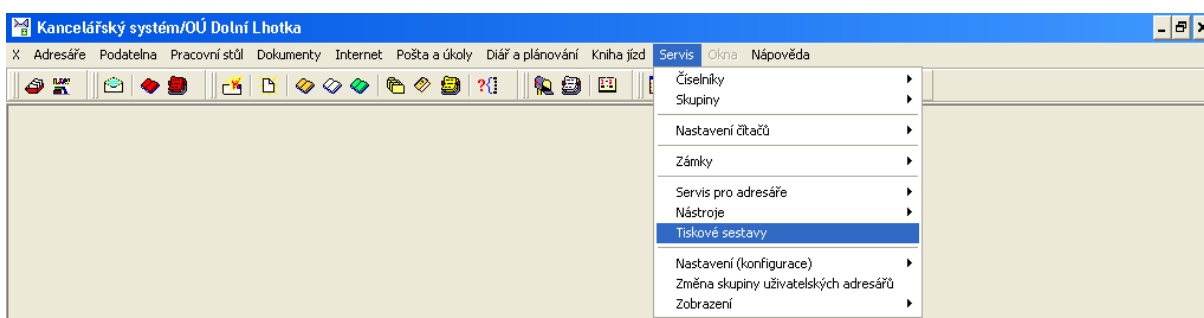 Kancelářský systém/OÚ Dolní Lhotka
X Adresáře Podatelna Pracovní stůl Dokumenty Internet Pošta a úkoly Diář a plánování Kniha jízd Servis Okna Nápověda
Číselníky
Skupiny
Nastavení čítačů
Zámky
Servis pro adresáře
Nástroje
Tiskové sestavy
Nastavení (konfigurace)
Změna skupiny uživatelských adresářů
Zobrazení